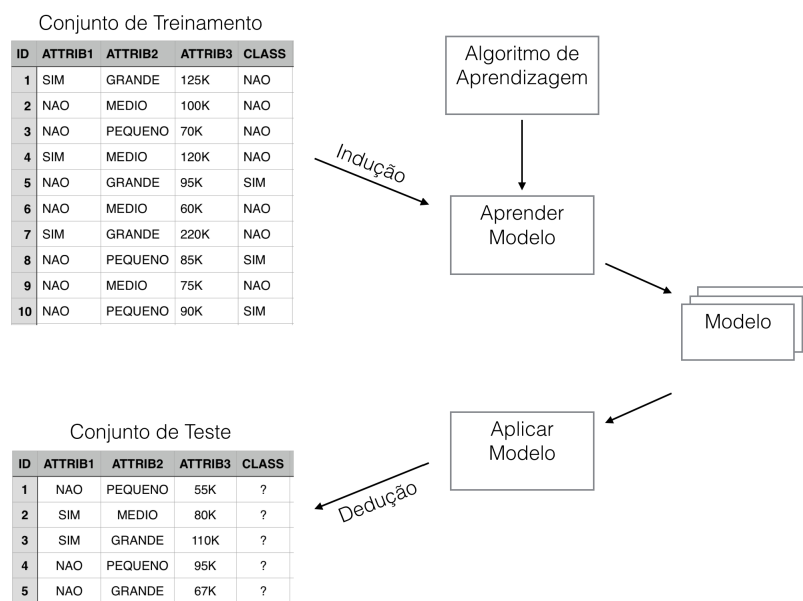 Conjunto de Treinamento
ID ATTRIB1 ATTRIB2 ATTRIB3 CLASS
1 SIM GRANDE 125K NAO
2 NAO MEDIO 100K NAO
3 NAO PEQUENO 70K NAO
4 SIM MEDIO 120K NAO
5 NAO GRANDE 95K SIM
6 NAO MEDIO 60K NAO
7 SIM GRANDE 220K NAO
8 NAO PEQUENO 85K SIM
9 NAO MEDIO 75K NAO
10 NAO PEQUENO 90K SIM
Indução
Algoritmo de
Aprendizagem
Aprender
Modelo
Modelo
Aplicar
Modelo
Dedução
Conjunto de Teste
ID ATTRIB1 ATTRIB2 ATTRIB3 CLASS
1 NAO PEQUENO 55K ?
2 SIM MEDIO 80K ?
3 SIM GRANDE 110K ?
4 NAO PEQUENO 95K ?
5 NAO GRANDE 67K ?